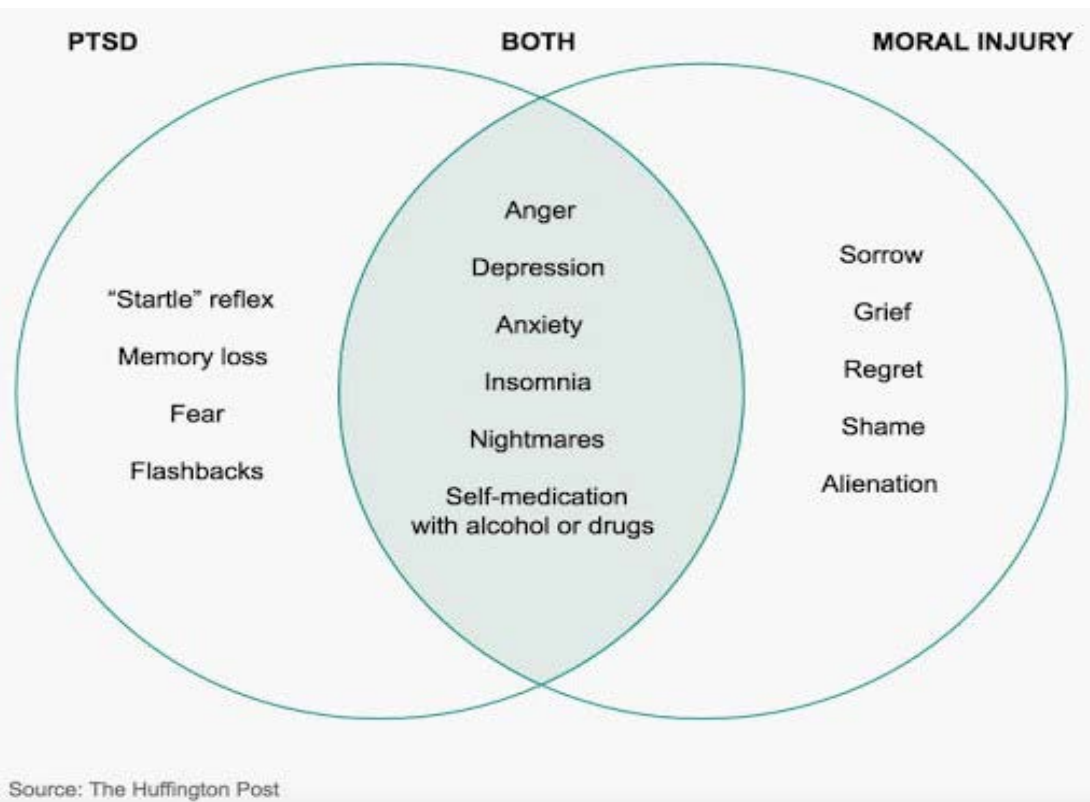 PTSD
BOTH
MORAL INJURY
“Startle” reflex
Memory loss
Fear
Flashbacks
Anger
Depression
Anxiety
Insomnia
Nightmares
Self-medication
with alcohol or drugs
Sorrow
Grief
Regret
Shame
Alienation
Source: The Huffington Post